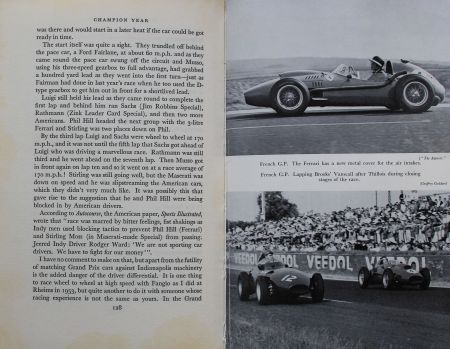 CHAMPION YEAR
was there and would start in a later heat if the car could be got
ready in time.
The start itself was quite a sight. They trundled off behind
the pace car, a Ford Fairlane, at about 60 m.p.h. and as they
came round the pace car swung off the circuit and Musso,
using his three-speed gearbox to full advantage, had grabbed
a hundred yard lead as they went into the first turn—just as
Fairman had done in last year's race when he too used the D-
type gearbox to get him out in front for a shortlived lead.
Luigi still held his lead as they came round to complete the
first lap and behind him ran Sachs (Jim Robbin Special),
Rathmann (Zink Leader Card Special), and then two more
Americans. Phil Hill headed the next group with the 3-litre
Ferrari and Stirling was two places down on Phil.
By the third lap Luigi and Sachs were wheel to wheel at 170
m.p.h., and it was not until the fifth lap that Sachs got ahead of
Luigi who was driving a marvellous race. Rathmann was still
third and he went ahead on the seventh lap. Then Musso got
in front again on lap ten and so it went on at a race average of
170 m.p.h.! Stirling was still going well, but the Maserati was
down on speed and he was slipstreaming the American cars,
which they didn't very much like. It was possibly this that
gave rise to the suggestion that he and Phil Hill were being
blocked in by American drivers.
According to Autocourse, the American paper, Sports Illustrated,
wrote that "race was marred by bitter feelings, fist shakings as
Indy men used blocking tactics to prevent Phil Hill (Ferrari)
and Stirling Moss (in Maserati-made Special) from passing.
Jeered Indy Driver Rodger Ward: 'We are not sporting car
drivers. We have to fight for our money'".
I have no comment to make on that, but apart from the futility
of matching Grand Prix cars against Indianapolis machinery
is the added danger of the driver differential. It is one thing
to race wheel to wheel at high speed with Fangio as I did at
Rheims in 1953, but quite another to do it with someone whose
racing experience is not the same as yours. In the Grand
128
["The Autocar"
French G.P. The Ferrari has a new metal cover for the air intakes.
French G.P. Lapping Brooks' Vanwall after Thillois during closing
stages of the race.
[Geoffrey Goddard
VEEDOL VEEDOL VEEDOL